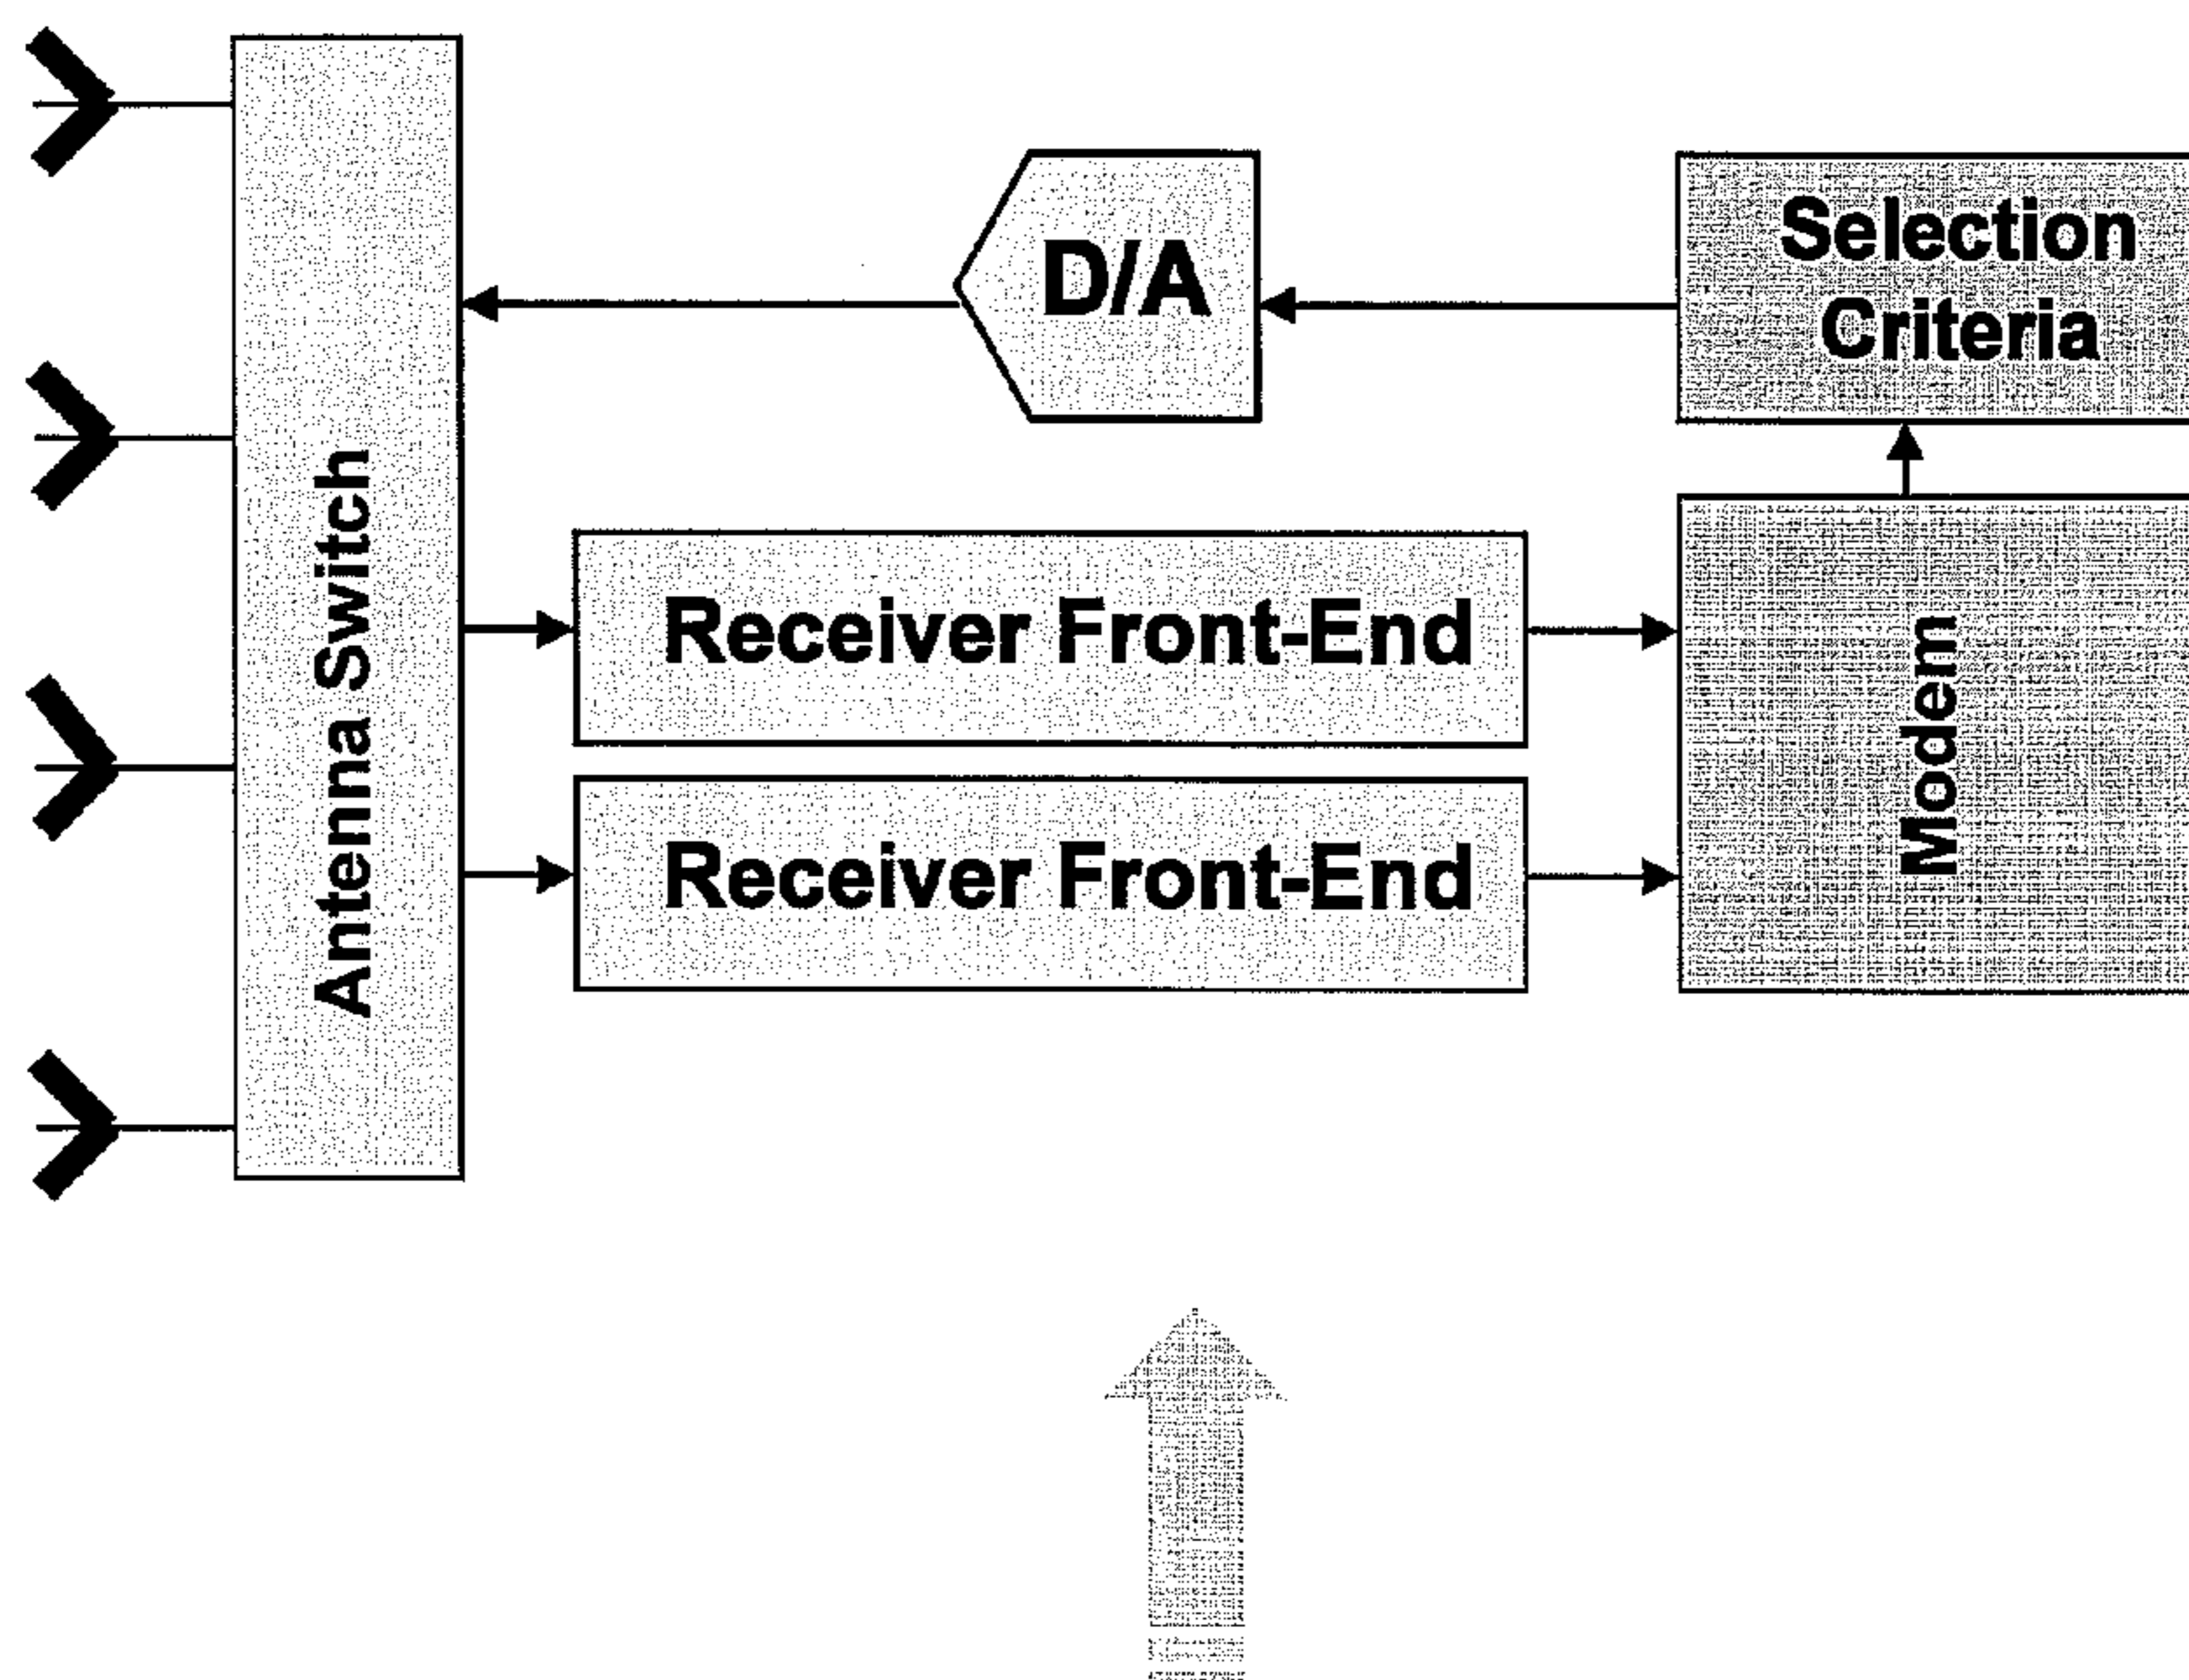 Antenna Switch
D/A
Selection
Criteria
Receiver Front-End
Receiver Front-End
Modem